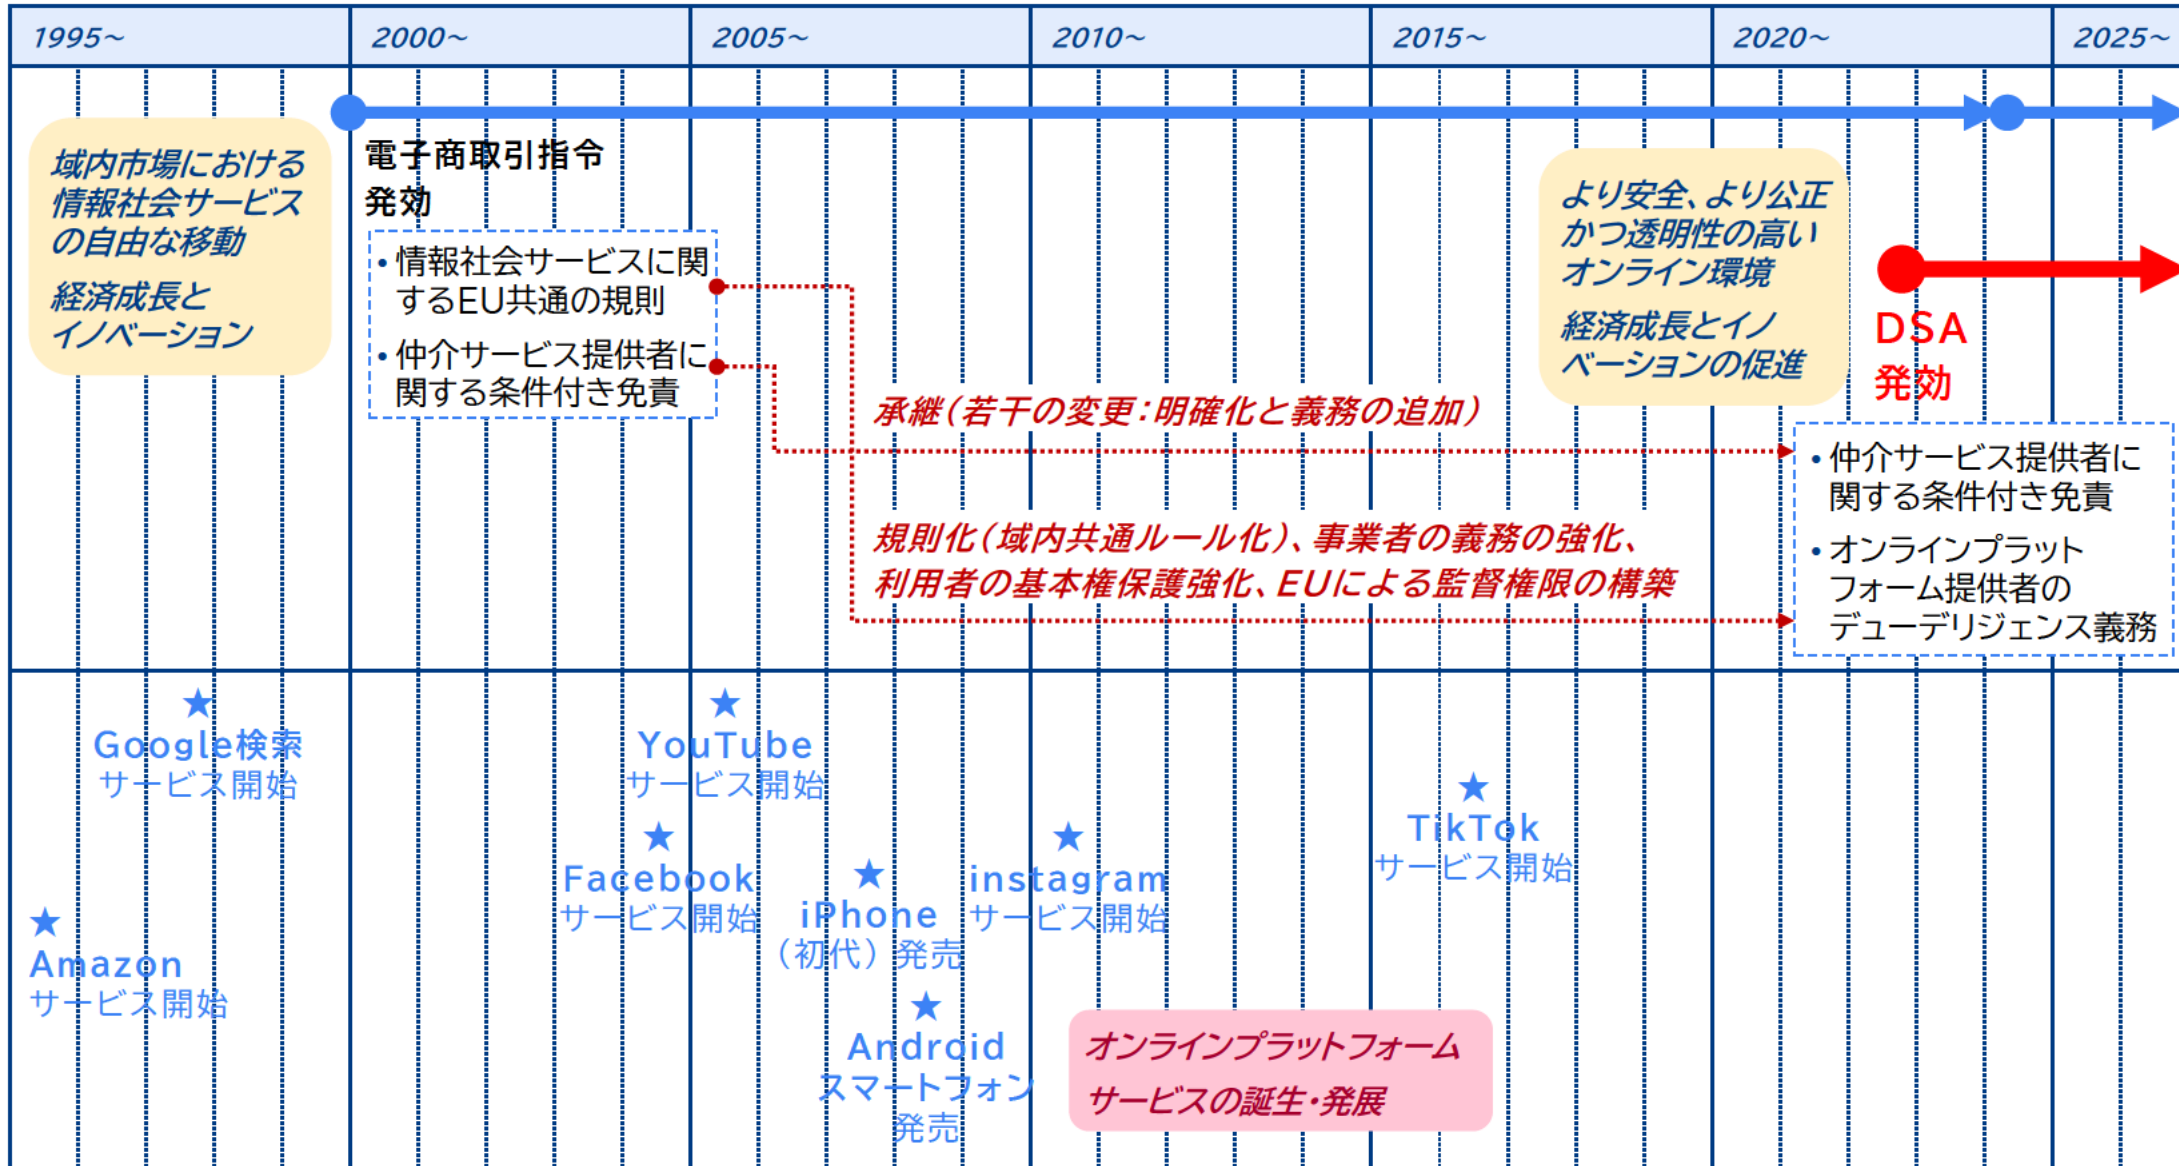 1995～
2000～
2005～
2010～
2015～
2020～
2025～
域内市場における
情報社会サービス
の自由な移動
経済成長と
イノベーション
電子商取引指令
発効
• 情報社会サービスに関
するEU共通の規則
• 仲介サービス提供者に
関する条件付き免責
承継（若干の変更：明確化と義務の追加）
規則化（域内共通ルール化）、事業者の義務の強化、
利用者の基本権保護強化、EUによる監督権限の構築
より安全、より公正
かつ透明性の高い
オンライン環境
経済成長とイノ
ベーションの促進
DSA
発効
• 仲介サービス提供者に
関する条件付き免責
• オンラインプラット
フォーム提供者の
デューデリジェンス義務
★
Google検索
サービス開始
★
YouTube
サービス開始
★
TikTok
サービス開始
★
Facebook
サービス開始
★
iPhone
（初代）発売
★
instagram
サービス開始
★
Amazon
サービス開始
★
Android
スマートフォン
発売
オンラインプラットフォーム
サービスの誕生・発展